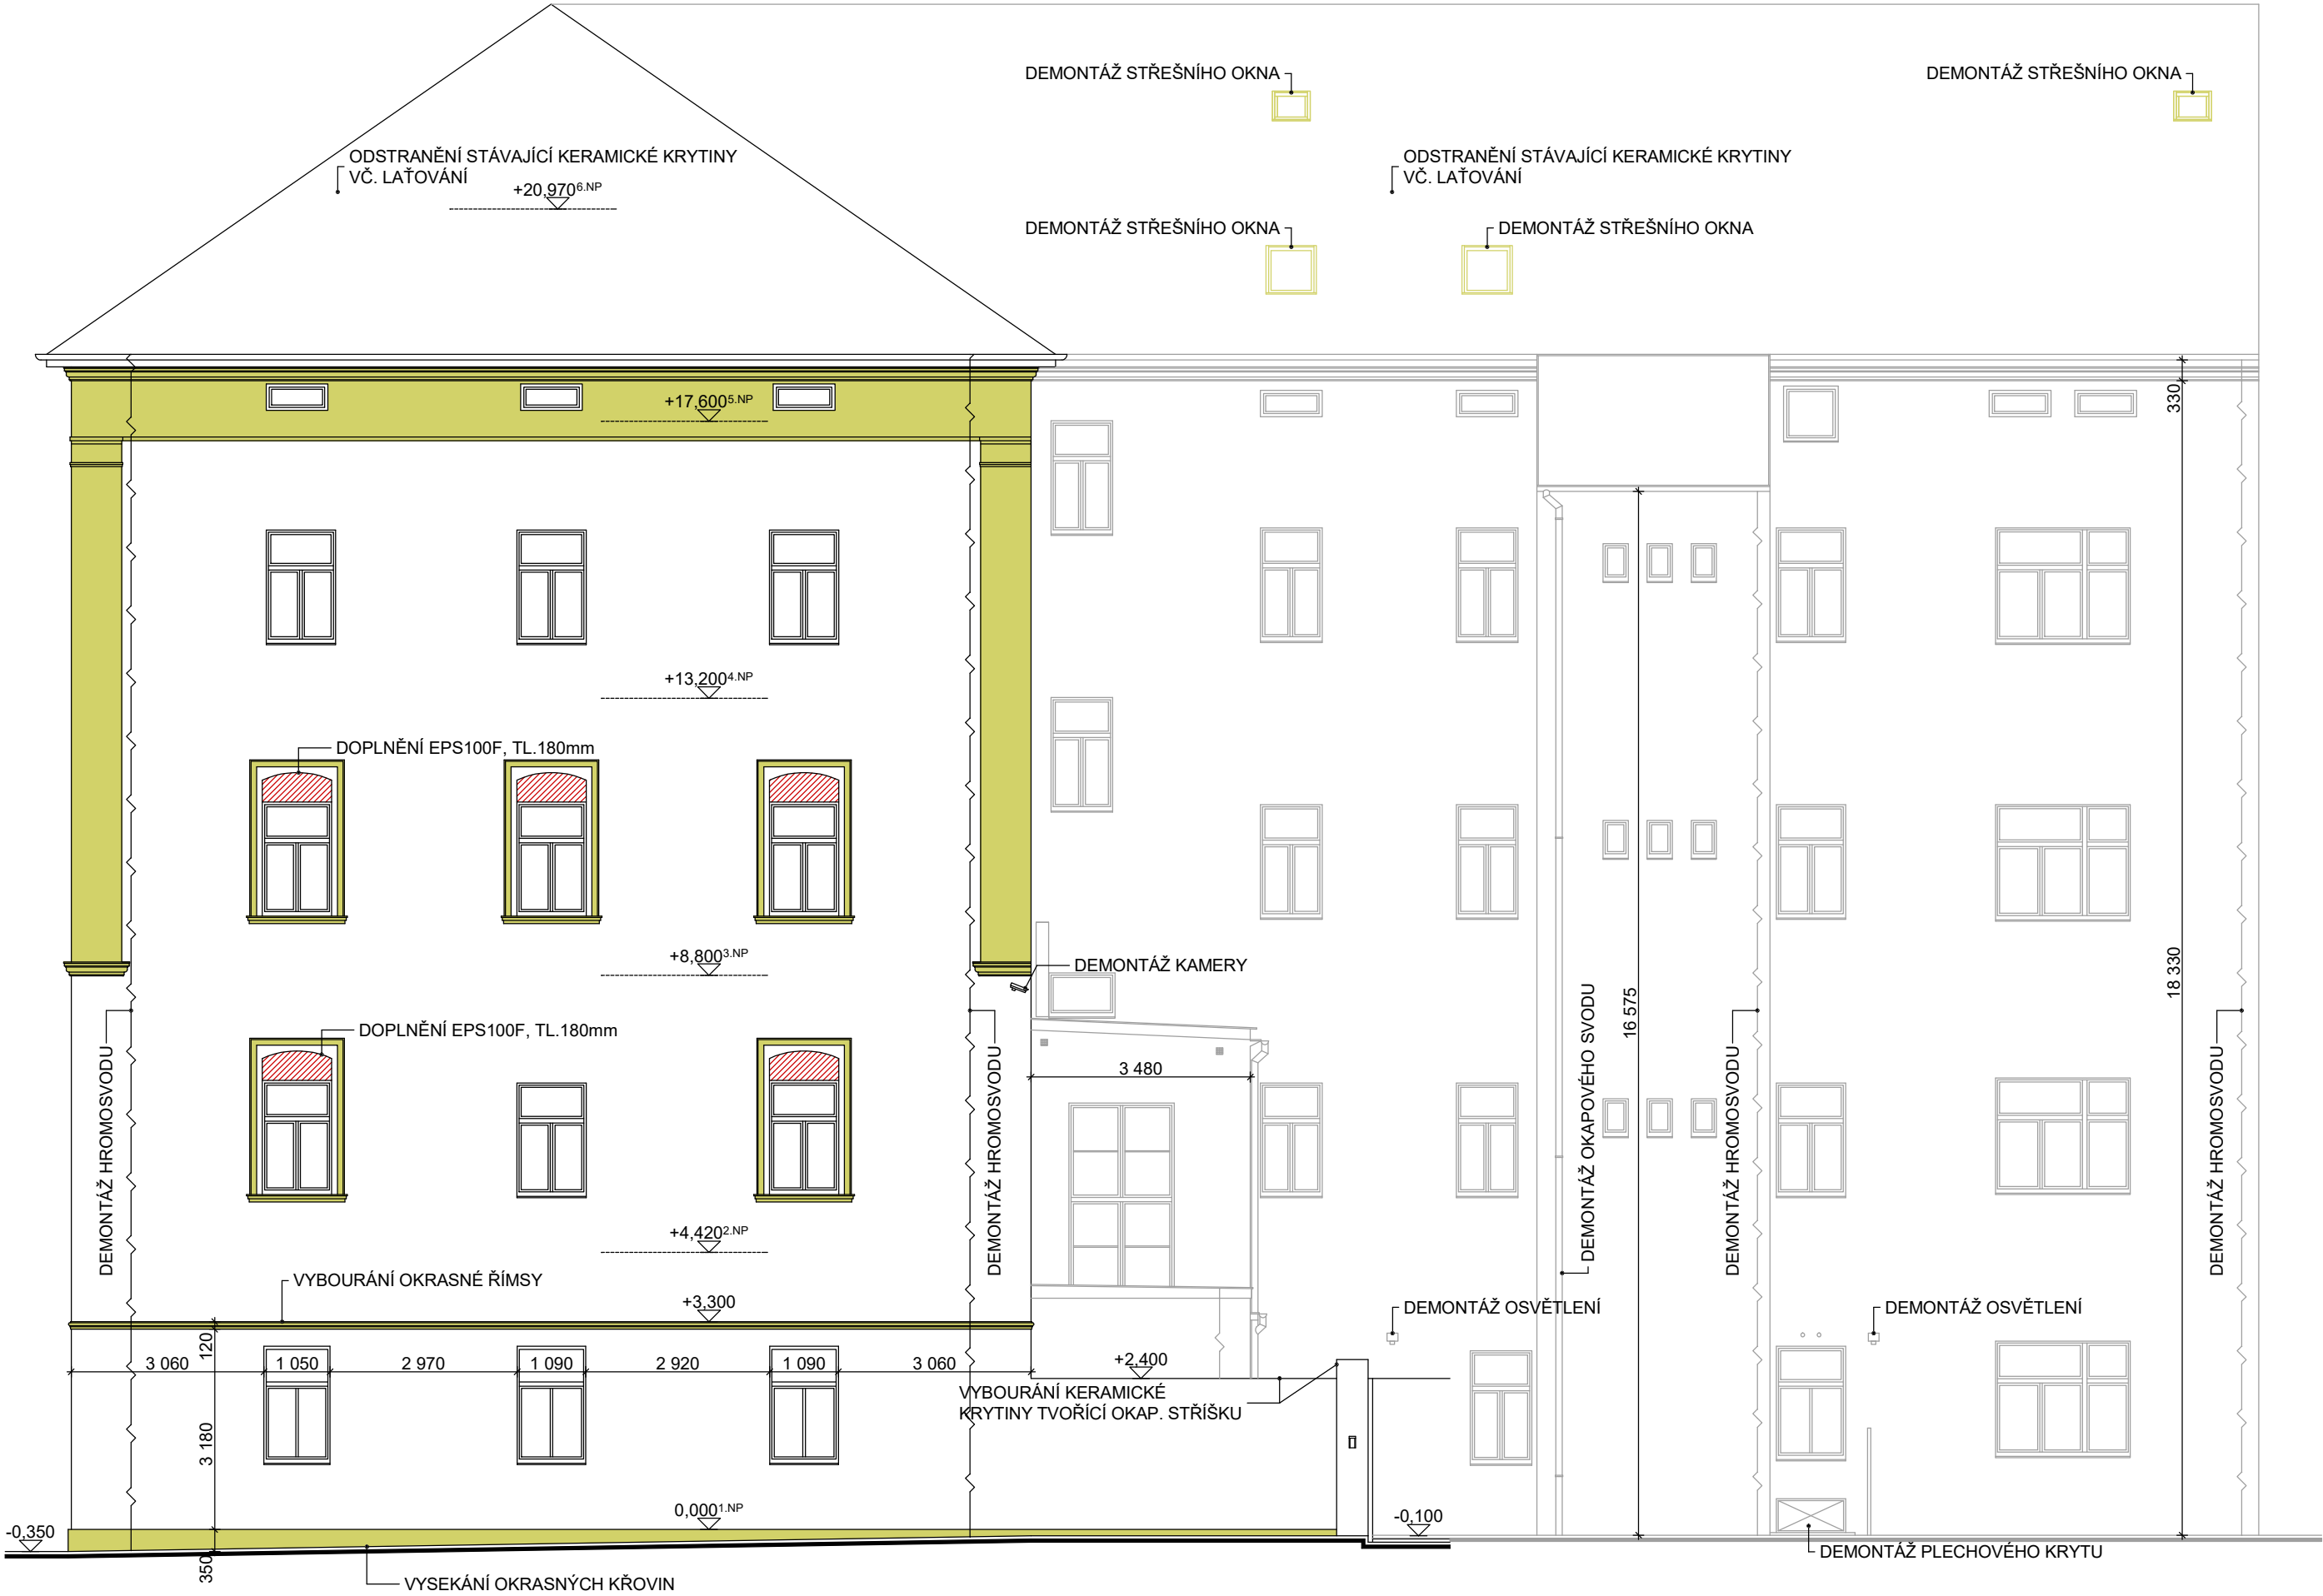 DEMONTÁŽ STŘEŠNÍHO OKNA
DEMONTÁŽ STŘEŠNÍHO OKNA
ODSTRANĚNÍ STÁVAJÍCÍ KERAMICKÉ KRYTINY
VČ. LAŤOVÁNÍ
+20,970 6.NP
ODSTRANĚNÍ STÁVAJÍCÍ KERAMICKÉ KRYTINY
VČ. LAŤOVÁNÍ
DEMONTÁŽ STŘEŠNÍHO OKNA
DEMONTÁŽ STŘEŠNÍHO OKNA
+17,600 5.NP
330
+13,200 4.NP
DOPLNĚNÍ EPS100F, TL.180mm
+8,800 3.NP
DEMONTÁŽ KAMERY
16 575
18 330
DOPLNĚNÍ EPS100F, TL.180mm
3 480
DEMONTÁŽ HROMOSVODU
DEMONTÁŽ HROMOSVODU
DEMONTÁŽ OKAPOVÉHO SVODU
DEMONTÁŽ HROMOSVODU
DEMONTÁŽ HROMOSVODU
+4,420 2.NP
VYBOURÁNÍ OKRASNÉ ŘÍMSY
+3,300
DEMONTÁŽ OSVĚTLENÍ
DEMONTÁŽ OSVĚTLENÍ
120
3 060
1 050
2 970
1 090
2 920
1 090
3 060
+2,400
VYBOURÁNÍ KERAMICKÉ
KRYTINY TVOŘÍCÍ OKAP. STŘÍŠKU
3 180
0,000 1.NP
-0,350
-0,100
350
DEMONTÁŽ PLECHOVÉHO KRYTU
VYSEKÁNÍ OKRASNÝCH KŘOVIN